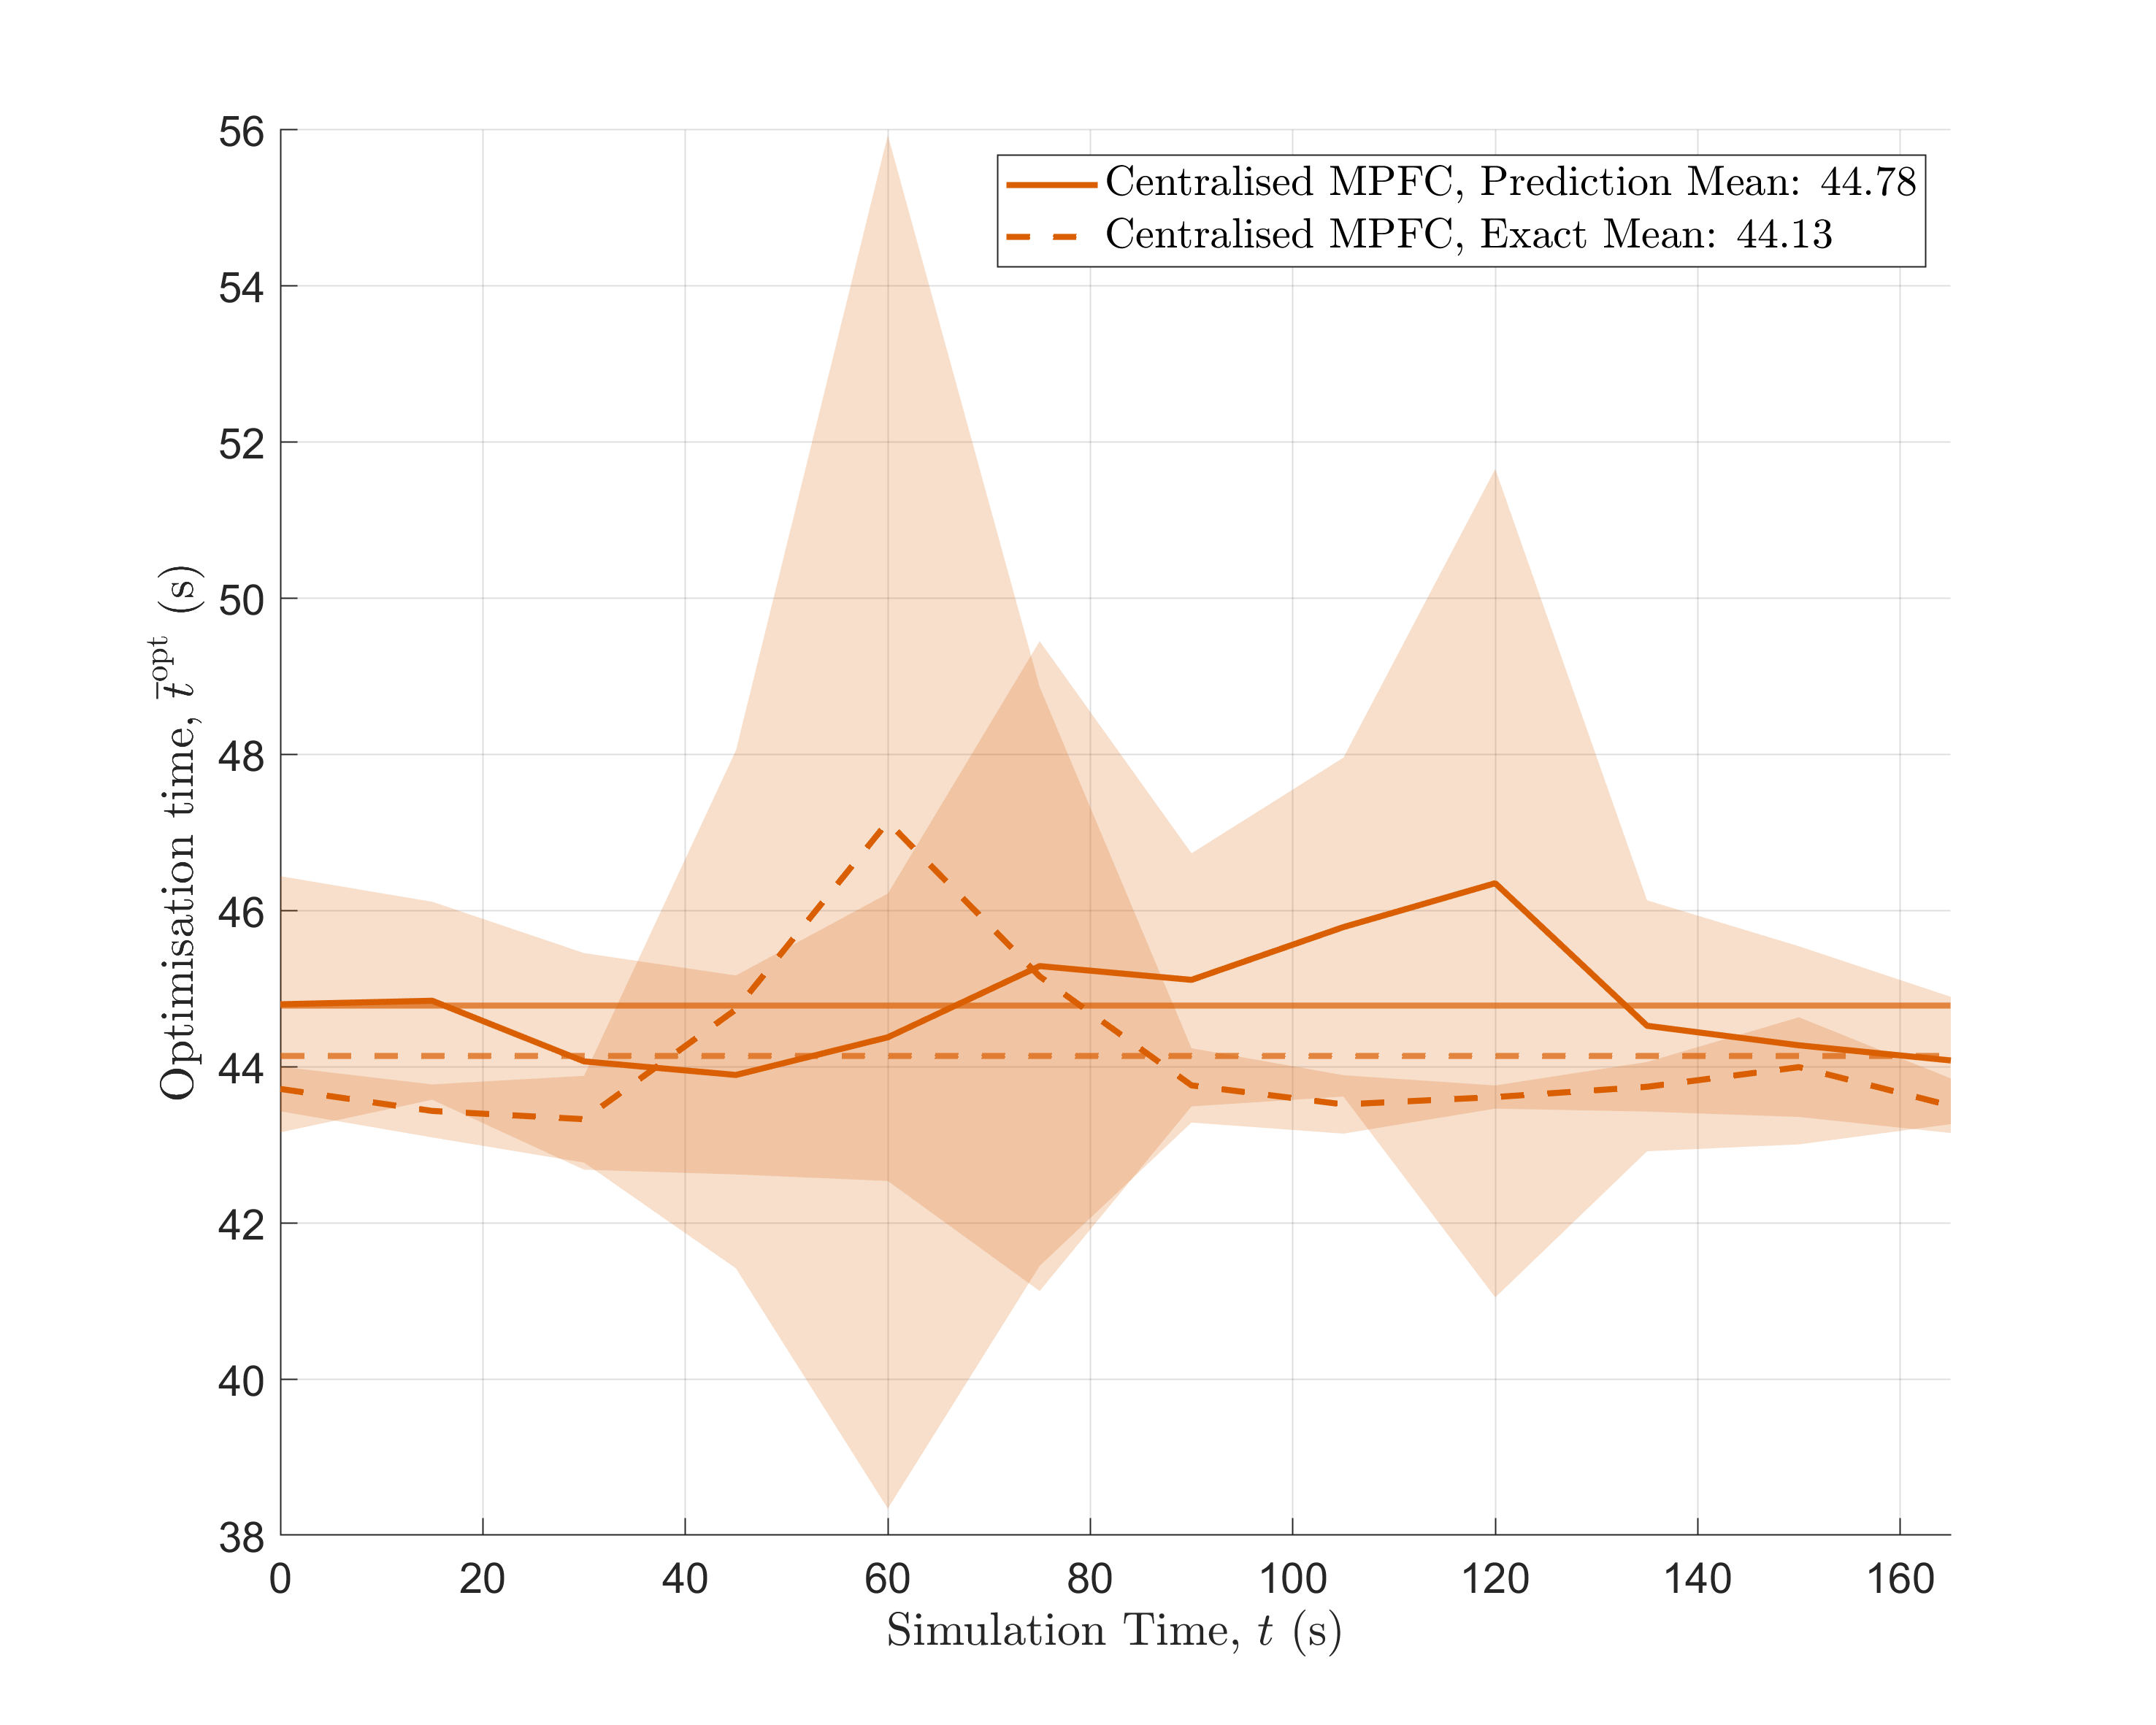 56
54
52
50
48
46
44
42
40
38
0 20 40 60 80 100 120 140 160
Simulation Time, t (s)
Optimisation time, t̅ᵒᵖᵗ (s)
Centralised MPFC, Prediction Mean: 44.78
Centralised MPFC, Exact Mean: 44.13